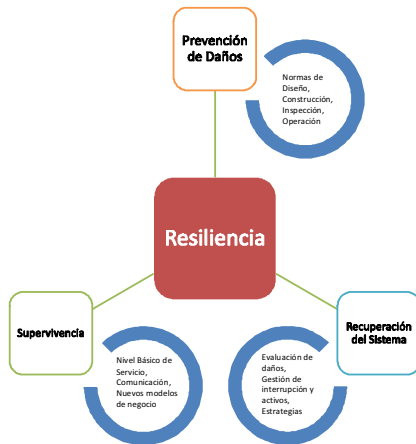 Prevención
de Daños
Normas de
Diseño,
Construcción,
Inspección,
Operación
Resiliencia
Supervivencía
Nivel Básico de
Servicio,
Comunicación,
Nuevos modelos
de negocio
Recuperación
del Sistema
Evaluación de
daños,
Gestión de
interrupción y
activos,
Estrategias